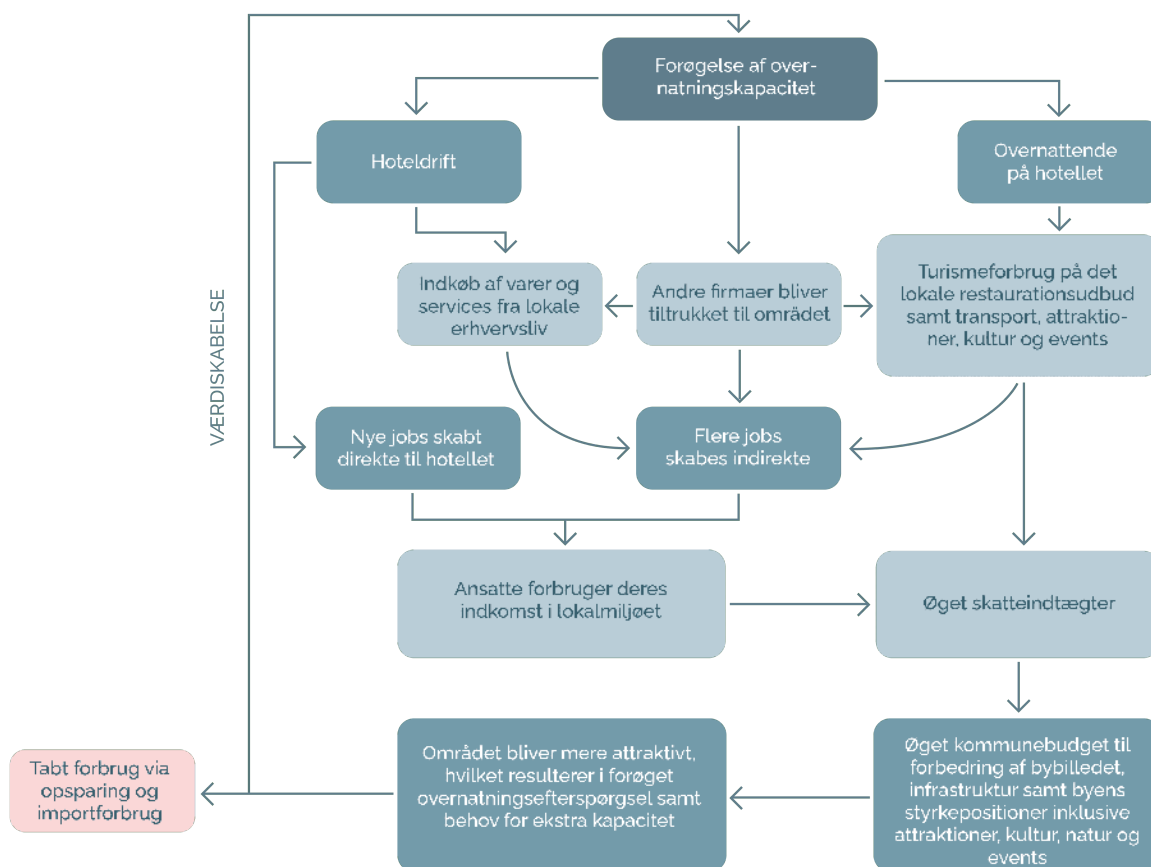 Forøgelse af over-
natningskapacitet
Hoteldrift
Overnattende
på hotellet
Indkøb af varer og
services fra lokale
erhvervsliv
Andre firmaer bliver
tiltrukket til området
Turismeforbrug på det
lokale restaurationsudbud
samt transport, attraktio-
ner, kultur og events
VÆRDISKABELSE
Nye jobs skabt
direkte til hotellet
Flere jobs
skabes indirekte
Ansatte forbruger deres
indkomst i lokalmiljøet
Øget skatteindtægter
Tabt forbrug via
opsparing og
importforbrug
Området bliver mere attraktivt,
hvilket resulterer i forøget
overnatningsefterspørgsel samt
behov for ekstra kapacitet
Øget kommunebudget til
forbedring af bybilledet,
infrastruktur samt byens
styrkepositioner inklusive
attraktioner, kultur, natur og
events